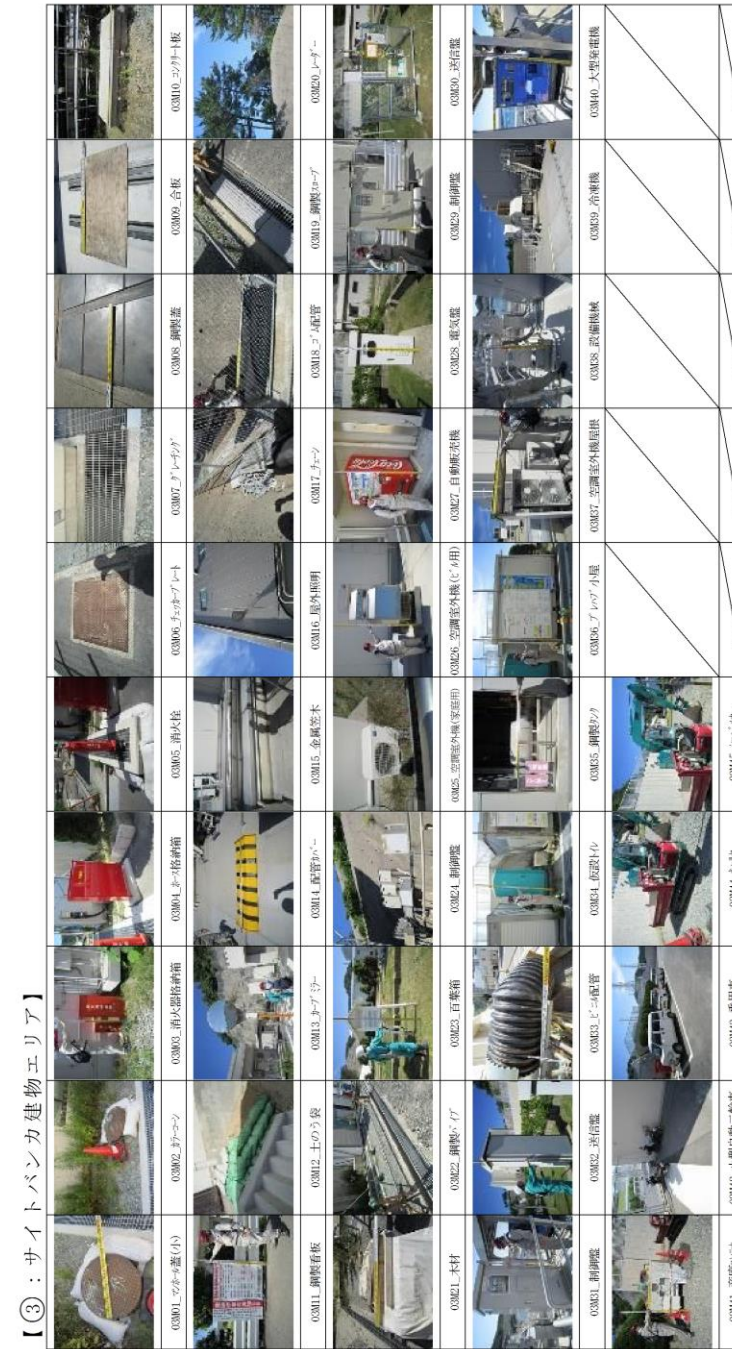 【③：サイトバンカ建物エリア】
03M01_マンホール蓋(小)
03M02_カラーコーン
03M03_消火器格納箱
03M04_ホース格納箱
03M05_消火栓
03M06_チェッカープレート
03M07_グレーチング
03M08_鋼製蓋
03M09_合板
03M10_コンクリート板
03M11_鋼製看板
03M12_土のう袋
03M13_カーブミラー
03M14_配管カバー
03M15_金属笠木
03M16_屋外照明
03M17_チェーン
03M18_ゴム配管
03M19_鋼製スロープ
03M20_レーダー
03M21_木材
03M22_鋼製パイプ
03M23_百葉箱
03M24_制御盤
03M25_空調室外機(家庭用)
03M26_空調室外機(ビル用)
03M27_自動販売機
Coca-Cola
03M28_電気盤
03M29_制御盤
03M30_送信盤
03M31_制御盤
03M32_送信盤
03M33_ビニル配管
03M34_仮設トイレ
03M35_鋼製タンク
03M36_プレハブ小屋
03M37_空調室外機屋根
03M38_設備機械
03M39_冷凍機
03M40_大型発電機